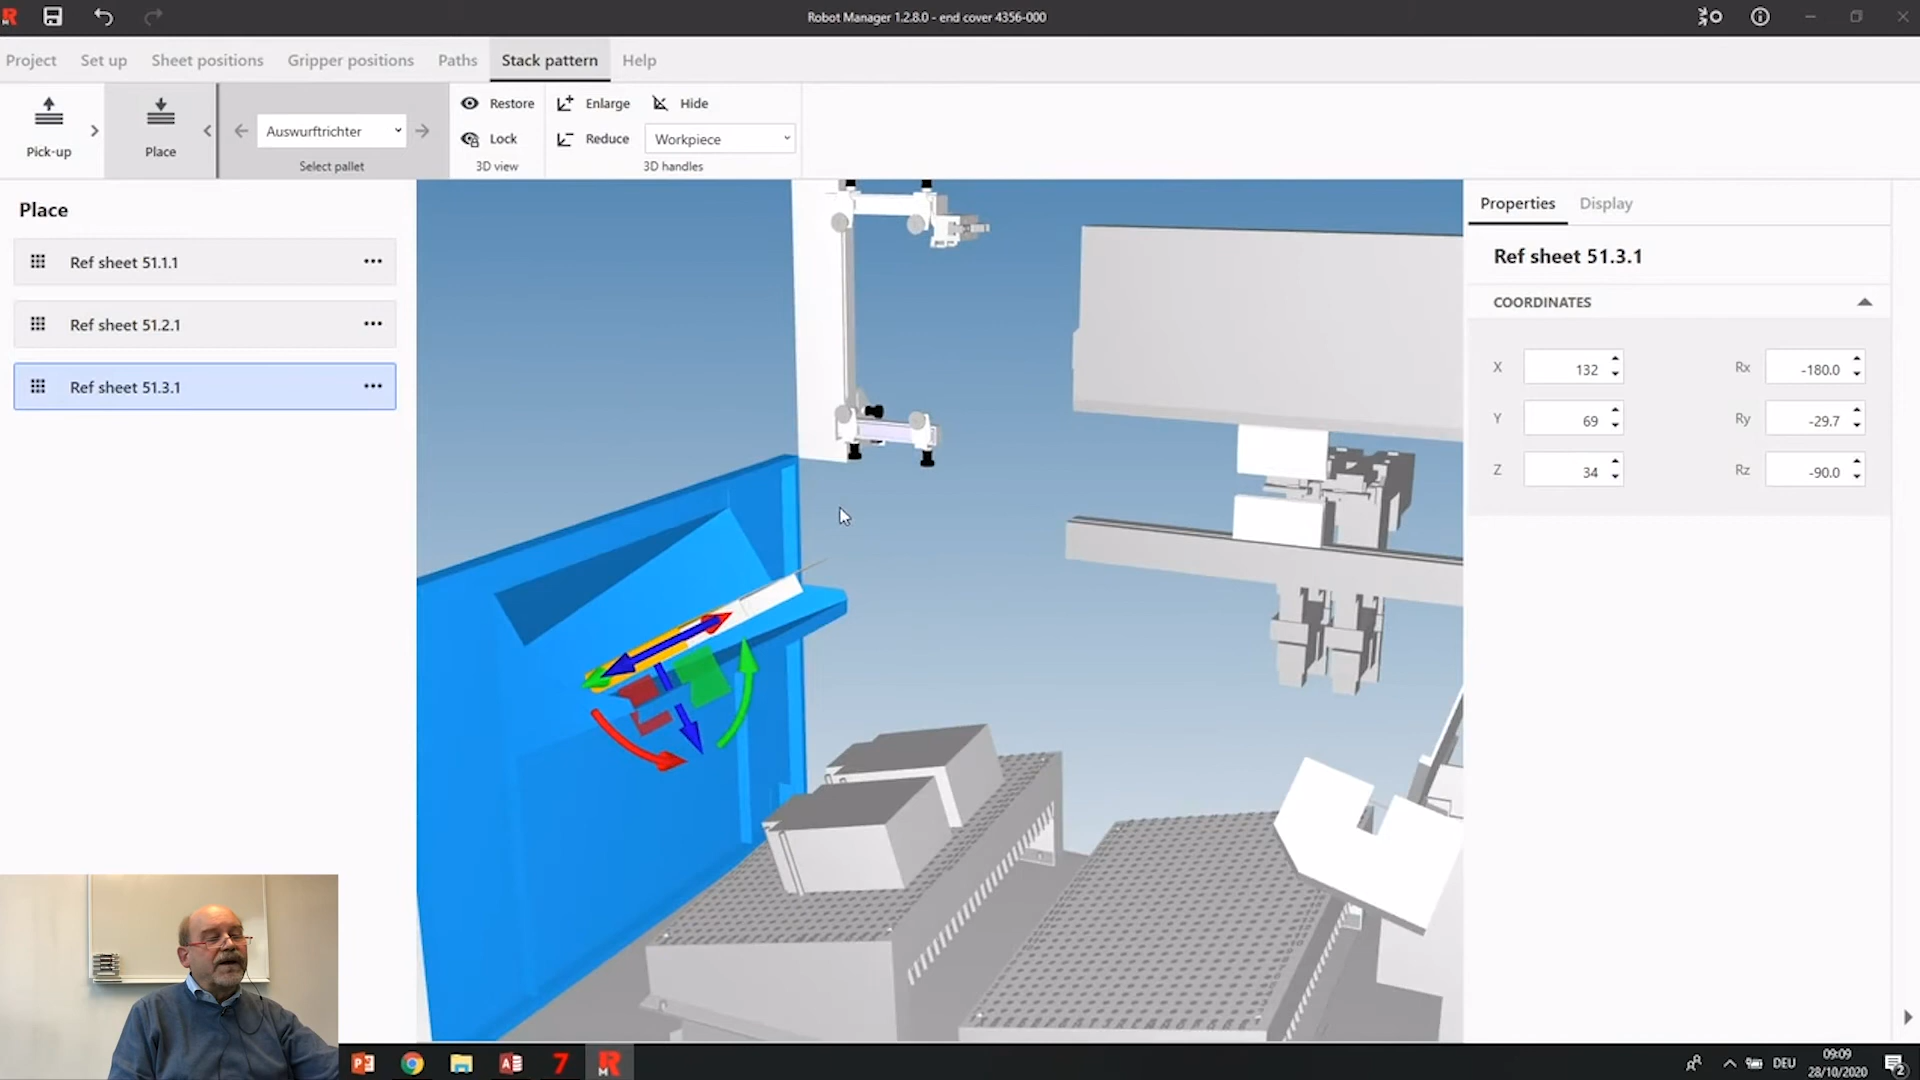 Robot Manager 1.2.8.0 - end cover 4356-000
Project Set up Sheet positions Gripper positions Paths Stack pattern Help
Pick-up
Place
Auswurftrichter
Select pallet
Restore
Lock
3D view
Enlarge
Hide
Reduce
Workpiece
3D handles
Place
Ref sheet 51.1.1
Ref sheet 51.2.1
Ref sheet 51.3.1
Properties Display
Ref sheet 51.3.1
COORDINATES
X 132 Rx -180.0
Y 69 Ry -29.7
Z 34 Rz -90.0
DEU
09:09
28/10/2020
2